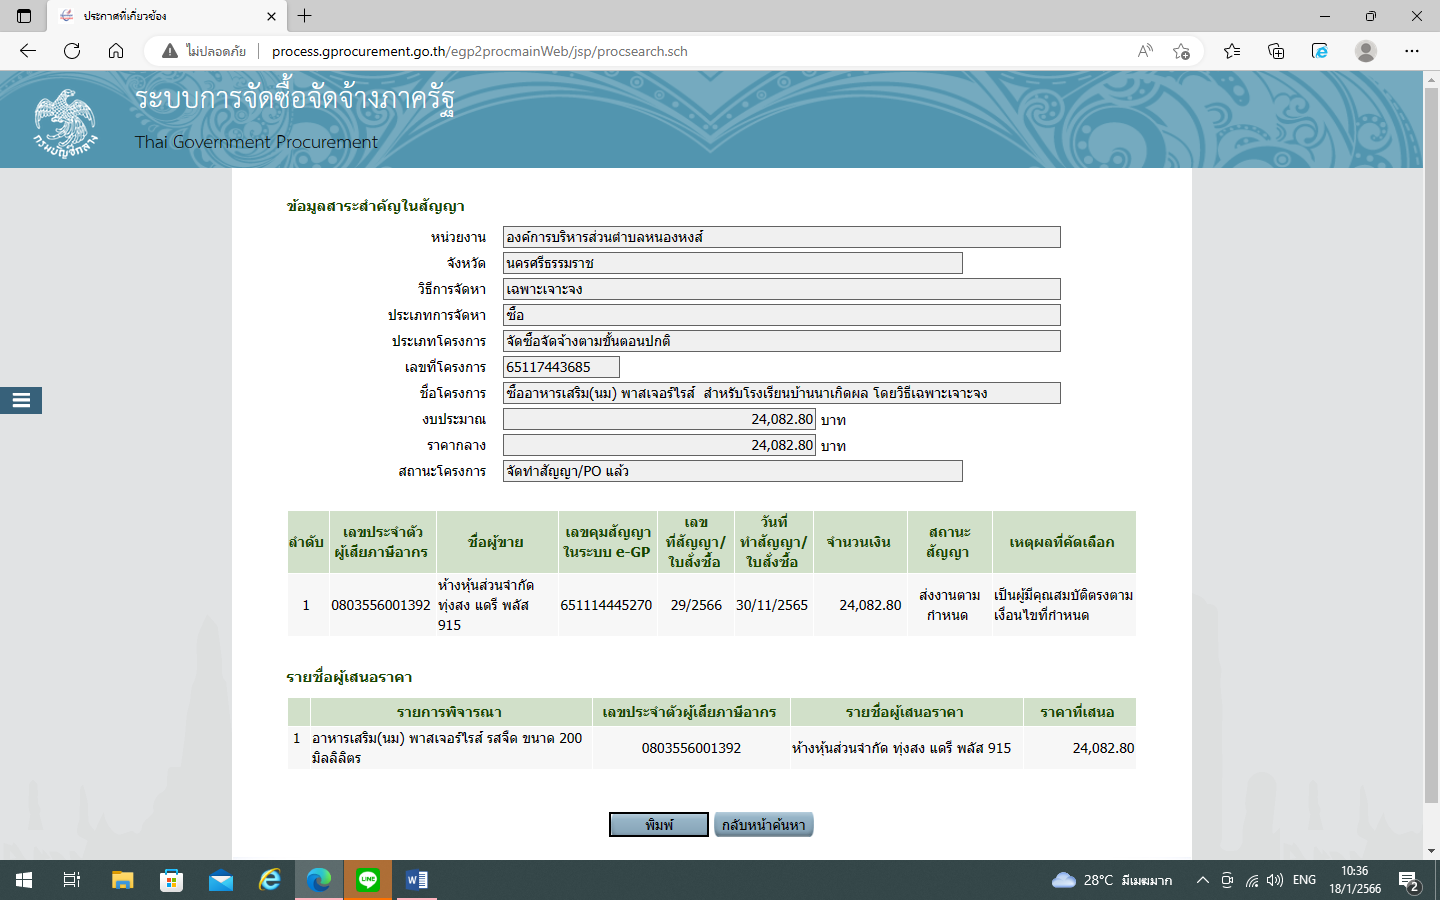 ประกาศที่เกี่ยวข้อง
ไม่ปลอดภัย
process.gprocurement.go.th/egp2procmainWeb/jsp/procsearch.sch
กรมบัญชีกลาง
ระบบการจัดซื้อจัดจ้างภาครัฐ
Thai Government Procurement
ข้อมูลสาระสำคัญในสัญญา
หน่วยงาน องค์การบริหารส่วนตำบลหนองหงส์
จังหวัด นครศรีธรรมราช
วิธีการจัดหา เฉพาะเจาะจง
ประเภทการจัดหา ซื้อ
ประเภทโครงการ จัดซื้อจัดจ้างตามขั้นตอนปกติ
เลขที่โครงการ 65117443685
ชื่อโครงการ ซื้ออาหารเสริม(นม) พาสเจอร์ไรส์ สำหรับโรงเรียนบ้านนาเกิดผล โดยวิธีเฉพาะเจาะจง
งบประมาณ 24,082.80 บาท
ราคากลาง 24,082.80 บาท
สถานะโครงการ จัดทำสัญญา/PO แล้ว
ลำดับ เลขประจำตัวผู้เสียภาษีอากร ชื่อผู้ขาย เลขคุมสัญญาในระบบ e-GP เลขที่สัญญา/ใบสั่งซื้อ วันที่ทำสัญญา/ใบสั่งซื้อ จำนวนเงิน สถานะสัญญา เหตุผลที่คัดเลือก
1 0803556001392 ห้างหุ้นส่วนจำกัด ทุ่งสง แดรี่ พลัส 915 651114445270 29/2566 30/11/2565 24,082.80 ส่งงานตามกำหนด เป็นผู้มีคุณสมบัติตรงตามเงื่อนไขที่กำหนด
รายชื่อผู้เสนอราคา
รายการพิจารณา เลขประจำตัวผู้เสียภาษีอากร รายชื่อผู้เสนอราคา ราคาที่เสนอ
1 อาหารเสริม(นม) พาสเจอร์ไรส์ รสจืด ขนาด 200 มิลลิลิตร 0803556001392 ห้างหุ้นส่วนจำกัด ทุ่งสง แดรี่ พลัส 915 24,082.80
พิมพ์ กลับหน้าค้นหา
LINE
28°C มีเมฆมาก
ENG
10:36
18/1/2566
2